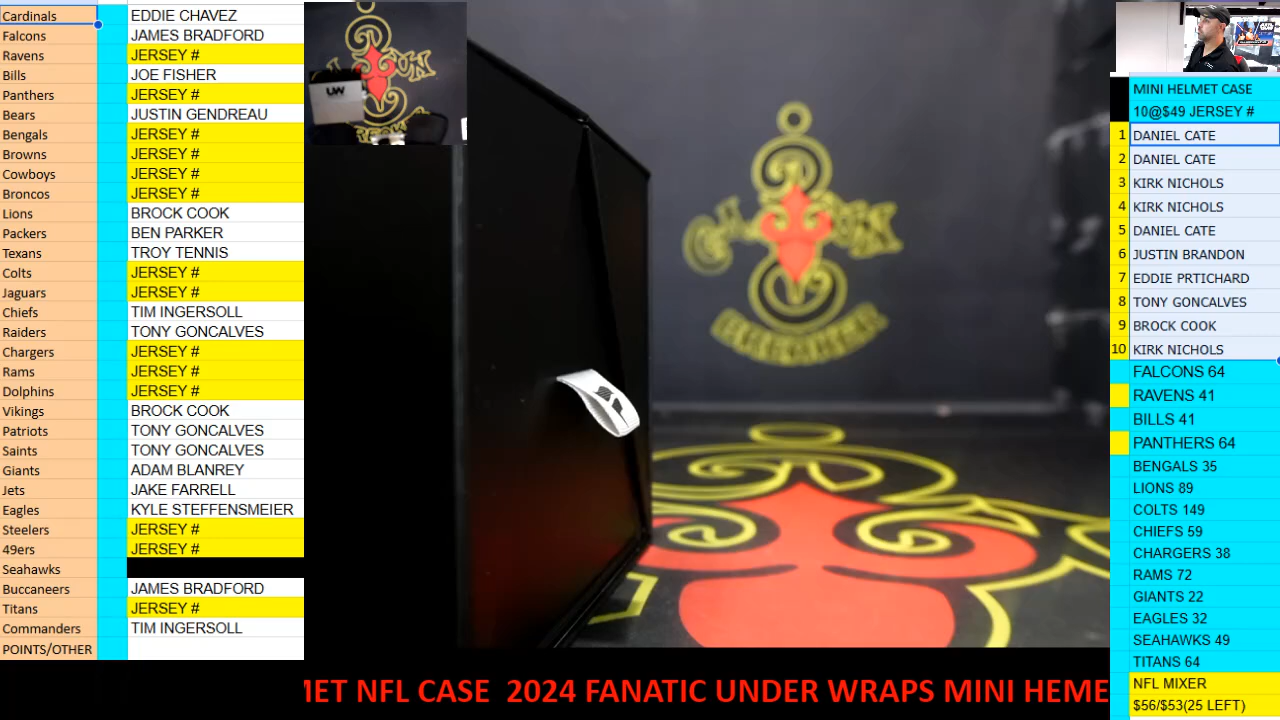 Cardinals EDDIE CHAVEZ
Falcons JAMES BRADFORD
Ravens JERSEY #
Bills JOE FISHER
Panthers JERSEY #
Bears JUSTIN GENDREAU
Bengals JERSEY #
Browns JERSEY #
Cowboys JERSEY #
Broncos JERSEY #
Lions BROCK COOK
Packers BEN PARKER
Texans TROY TENNIS
Colts JERSEY #
Jaguars JERSEY #
Chiefs TIM INGERSOLL
Raiders TONY GONCALVES
Chargers JERSEY #
Rams JERSEY #
Dolphins JERSEY #
Vikings BROCK COOK
Patriots TONY GONCALVES
Saints TONY GONCALVES
Giants ADAM BLANREY
Jets JAKE FARRELL
Eagles KYLE STEFFENSMEIER
Steelers JERSEY #
49ers JERSEY #
Seahawks
Buccaneers JAMES BRADFORD
Titans JERSEY #
Commanders TIM INGERSOLL
POINTS/OTHER
UW
MINI HELMET CASE
10@$49 JERSEY #
1 DANIEL CATE
2 DANIEL CATE
3 KIRK NICHOLS
4 KIRK NICHOLS
5 DANIEL CATE
6 JUSTIN BRANDON
7 EDDIE PRTICHARD
8 TONY GONCALVES
9 BROCK COOK
10 KIRK NICHOLS
FALCONS 64
RAVENS 41
BILLS 41
PANTHERS 64
BENGALS 35
LIONS 89
COLTS 149
CHIEFS 59
CHARGERS 38
RAMS 72
GIANTS 22
EAGLES 32
SEAHAWKS 49
TITANS 64
NFL MIXER
$56/$53(25 LEFT)
MET NFL CASE 2024 FANATIC UNDER WRAPS MINI HEME